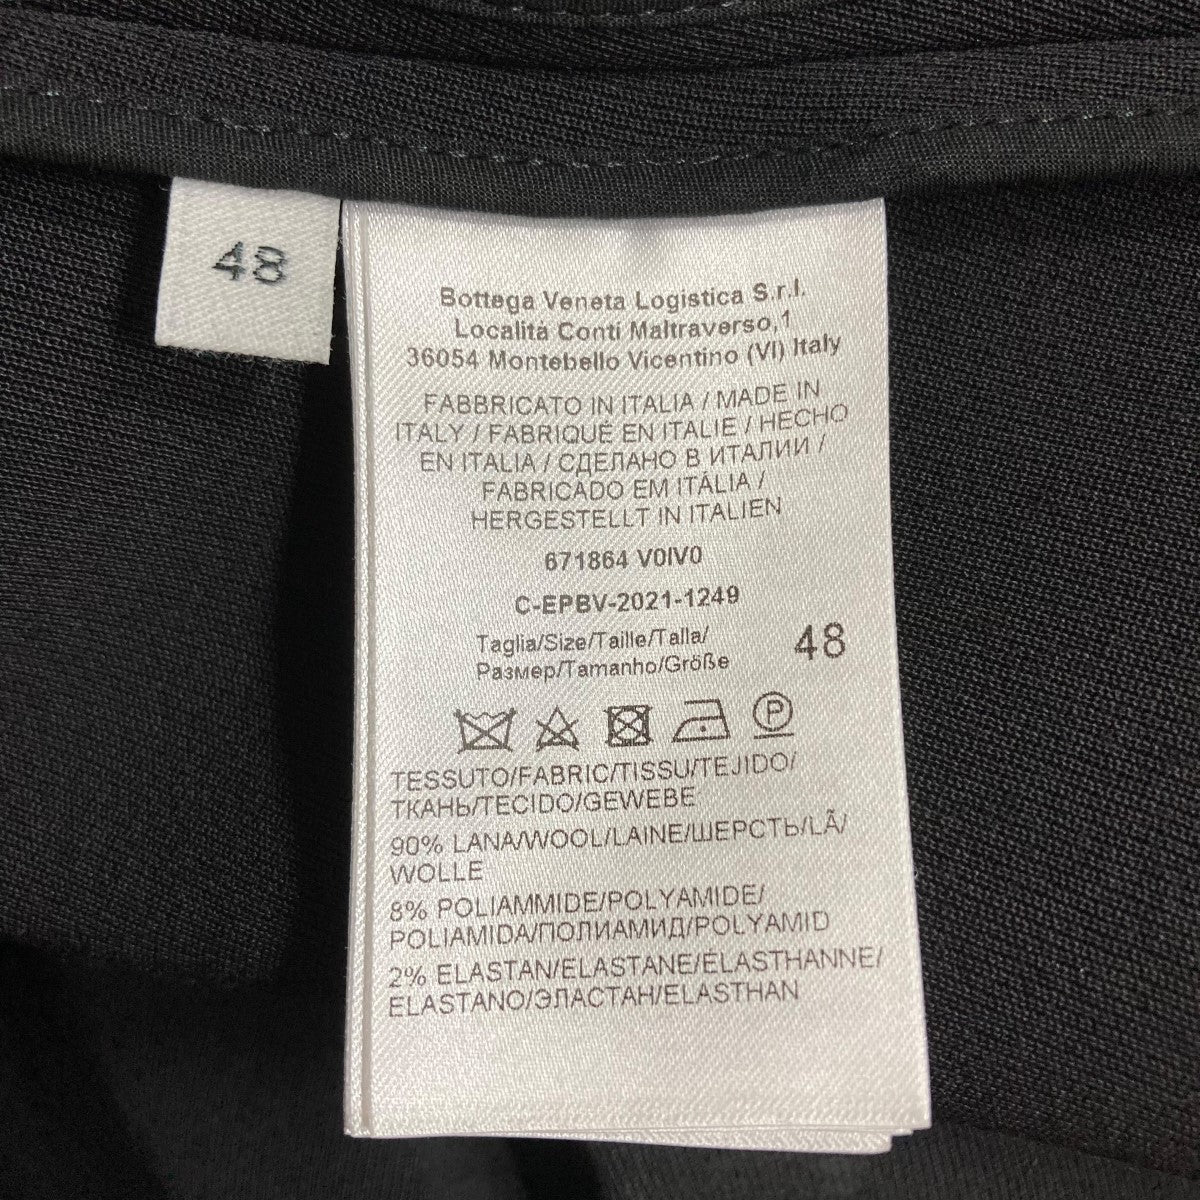 48
Bottega Veneta Logistica S.r.l.
Località Conti Maltraverso,1
36054 Montebello Vicentino (VI) Italy
FABBRICATO IN ITALIA / MADE IN
ITALY / FABRIQUÉ EN ITALIE / HECHO
EN ITALIA / СДЕЛАНО В ИТАЛИИ /
FABRICADO EM ITÁLIA /
HERGESTELLT IN ITALIEN
671864 V0IV0
C-EPBV-2021-1249
Taglia/Size/Taille/Talla/
Размер/Tamanho/Größe
48
P
TESSUTO/FABRIC/TISSU/TEJIDO/
ТКАНЬ/TECIDO/GEWEBE
90% LANA/WOOL/LAINE/ШЕРСТЬ/LÃ/
WOLLE
8% POLIAMMIDE/POLYAMIDE/
POLIAMIDA/ПОЛИАМИД/POLYAMID
2% ELASTAN/ELASTANE/ÉLASTHANNE/
ELASTANO/ЭЛАСТАН/ELASTHAN